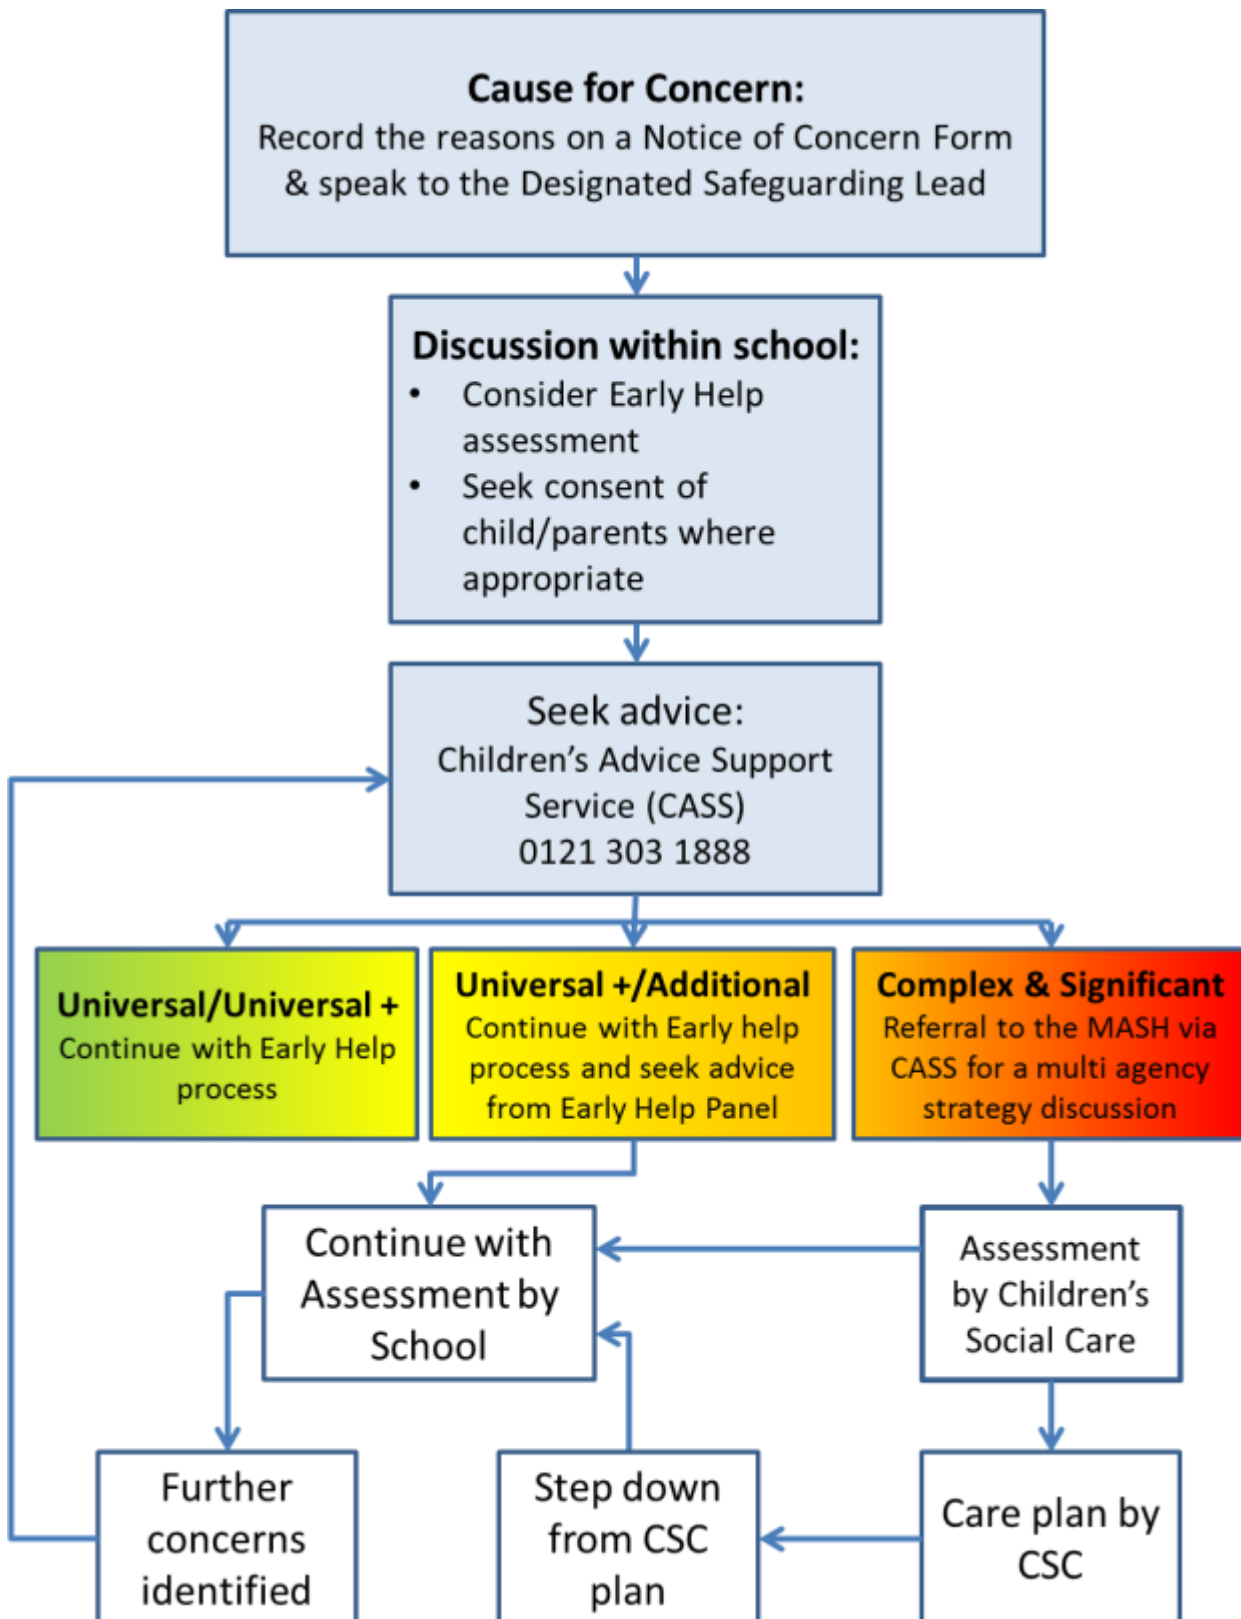 Cause for Concern:
Record the reasons on a Notice of Concern Form
& speak to the Designated Safeguarding Lead
Discussion within school:
• Consider Early Help
assessment
• Seek consent of
child/parents where
appropriate
Seek advice:
Children’s Advice Support
Service (CASS)
0121 303 1888
Universal/Universal +
Continue with Early Help
process
Universal +/Additional
Continue with Early help
process and seek advice
from Early Help Panel
Complex & Significant
Referral to the MASH via
CASS for a multi agency
strategy discussion
Continue with
Assessment by
School
Assessment
by Children’s
Social Care
Further
concerns
identified
Step down
from CSC
plan
Care plan by
CSC